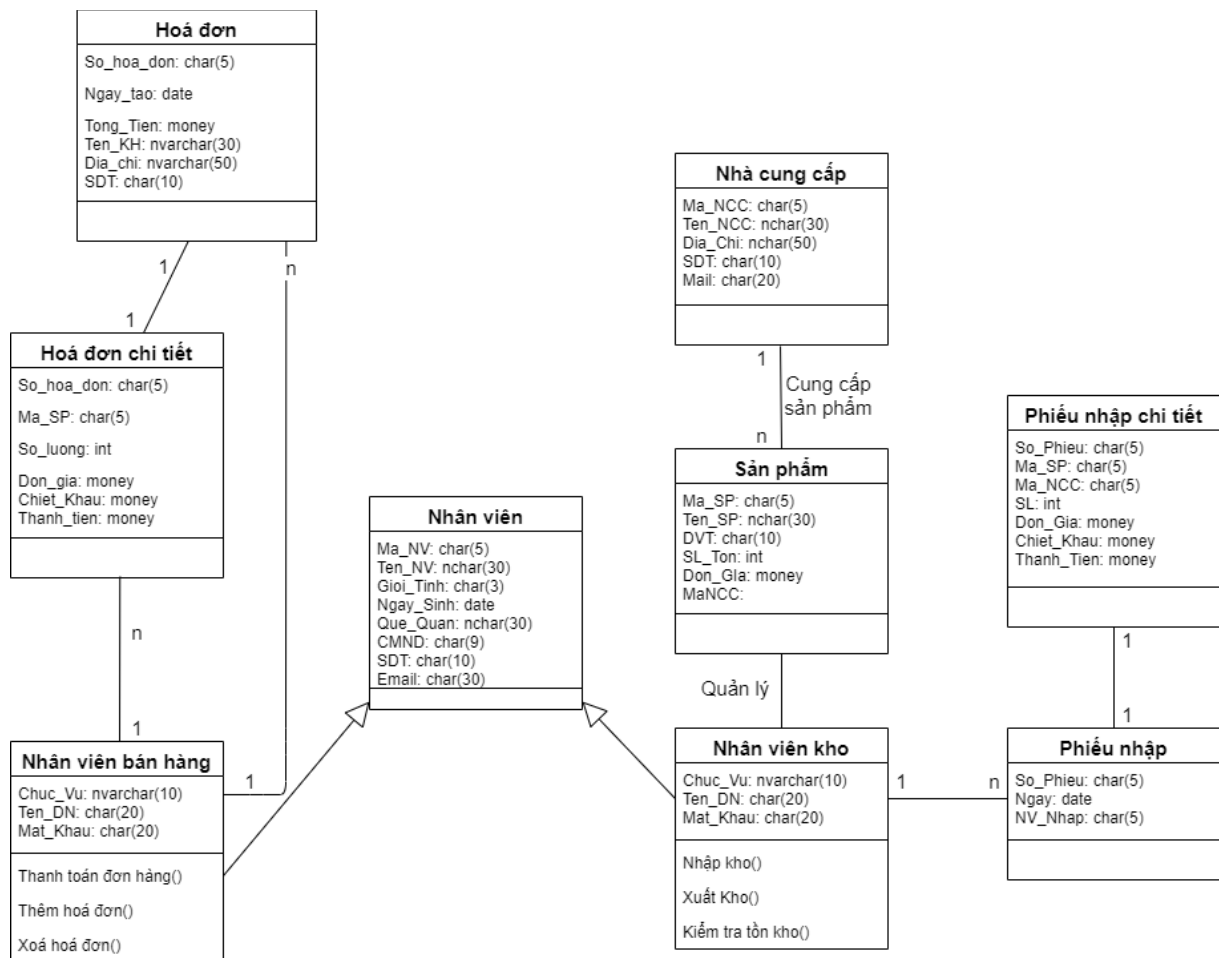 Hoá đơn
So_hoa_don: char(5)
Ngay_tao: date
Tong_Tien: money
Ten_KH: nvarchar(30)
Dia_chi: nvarchar(50)
SDT: char(10)
1
n
1
Hoá đơn chi tiết
So_hoa_don: char(5)
Ma_SP: char(5)
So_luong: int
Don_gia: money
Chiet_Khau: money
Thanh_tien: money
n
1
Nhân viên bán hàng
Chuc_Vu: nvarchar(10)
Ten_DN: char(20)
Mat_Khau: char(20)
Thanh toán đơn hàng()
Thêm hoá đơn()
Xoá hoá đơn()
1
Nhân viên
Ma_NV: char(5)
Ten_NV: nchar(30)
Gioi_Tinh: char(3)
Ngay_Sinh: date
Que_Quan: nchar(30)
CMND: char(9)
SDT: char(10)
Email: char(30)
Nhà cung cấp
Ma_NCC: char(5)
Ten_NCC: nchar(30)
Dia_Chi: nchar(50)
SDT: char(10)
Mail: char(20)
1
Cung cấp
sản phẩm
n
Sản phẩm
Ma_SP: char(5)
Ten_SP: nchar(30)
DVT: char(10)
SL_Ton: int
Don_GIa: money
MaNCC:
Quản lý
Nhân viên kho
Chuc_Vu: nvarchar(10)
Ten_DN: char(20)
Mat_Khau: char(20)
Nhập kho()
Xuất Kho()
Kiểm tra tồn kho()
1
n
Phiếu nhập chi tiết
So_Phieu: char(5)
Ma_SP: char(5)
Ma_NCC: char(5)
SL: int
Don_Gia: money
Chiet_Khau: money
Thanh_Tien: money
1
1
Phiếu nhập
So_Phieu: char(5)
Ngay: date
NV_Nhap: char(5)